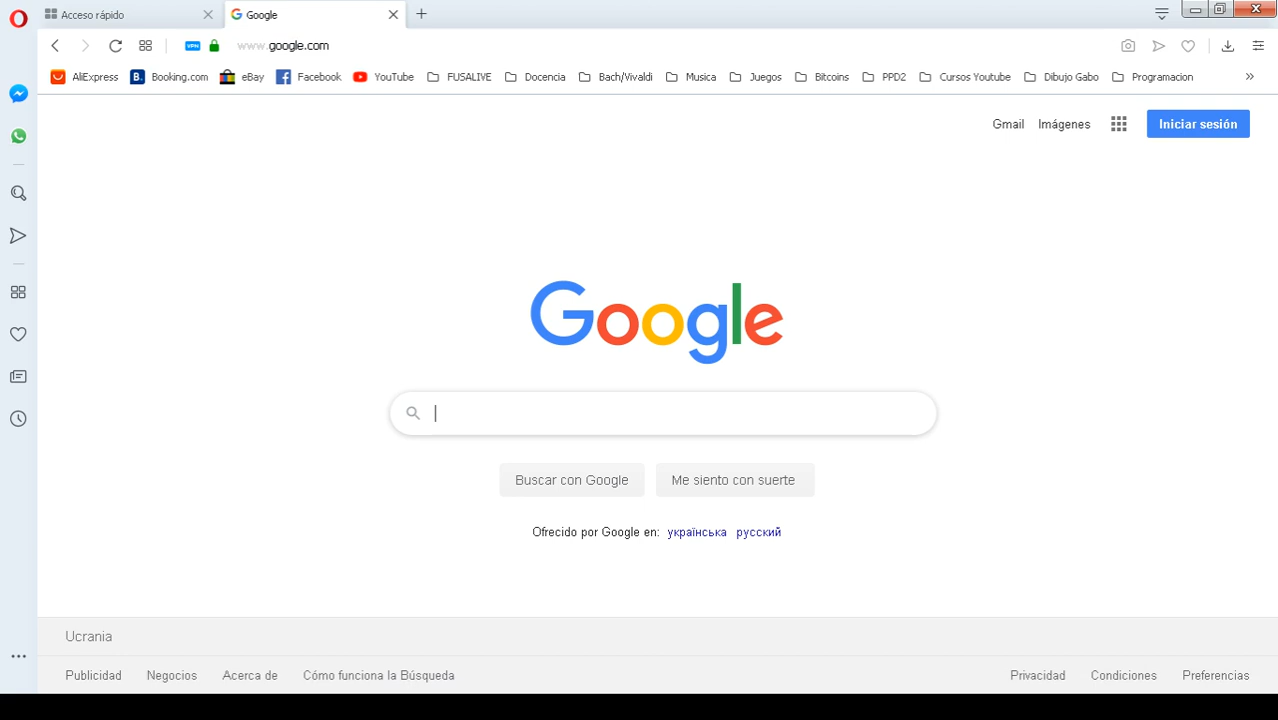 Acceso rápido Google
VPN www.google.com
AliExpress B. Booking.com eBay Facebook YouTube FUSALIVE Docencia Bach/Vivaldi Musica Juegos Bitcoins PPD2 Cursos Youtube Dibujo Gabo Programacion
Gmail Imágenes Iniciar sesión
Google
Buscar con Google Me siento con suerte
Ofrecido por Google en: українська русский
Ucrania
Publicidad Negocios Acerca de Cómo funciona la Búsqueda Privacidad Condiciones Preferencias